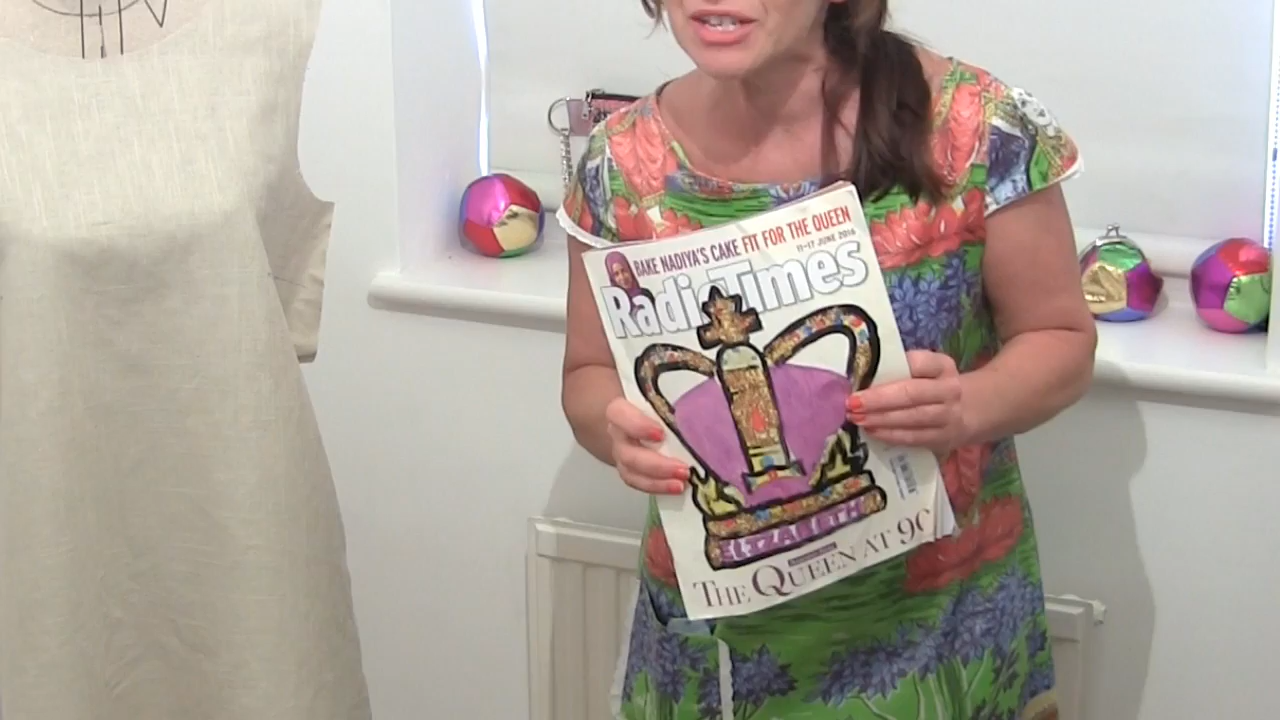 BAKE NADIYA'S CAKE FIT FOR THE QUEEN
11-17 JUNE 2016
RadioTimes
ELIZABETH
THE QUEEN AT 90